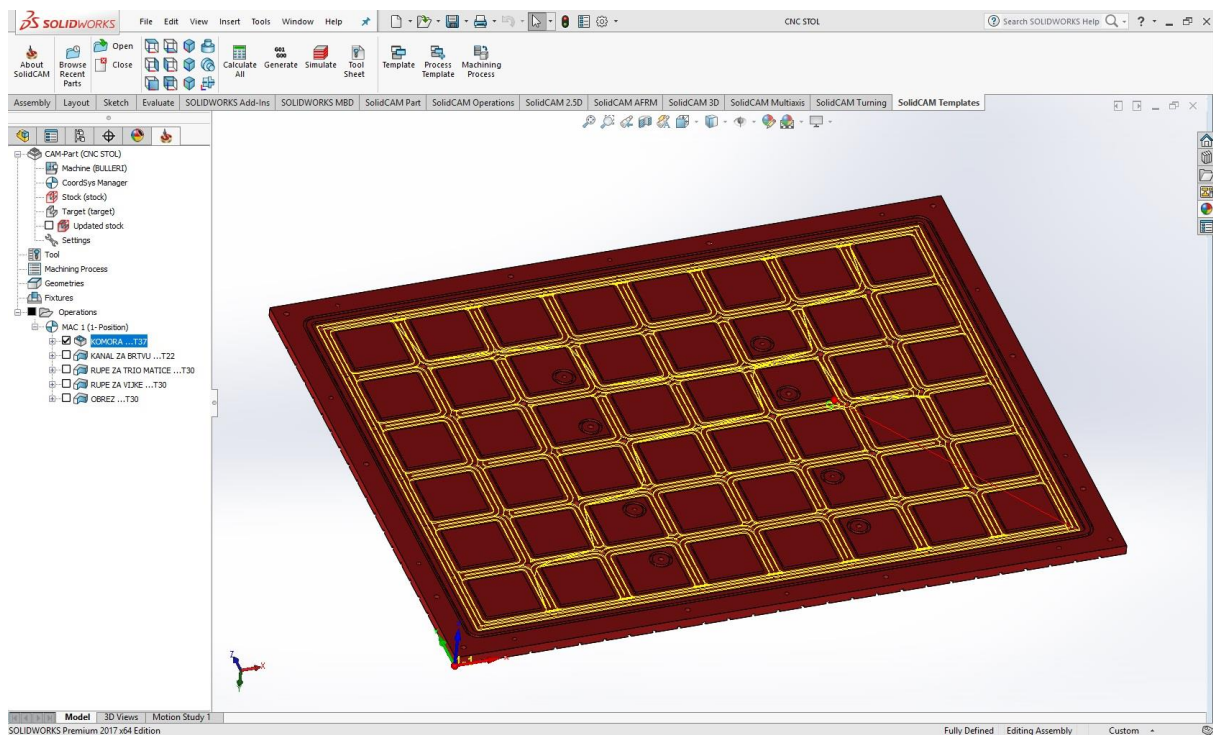 SOLIDWORKS File Edit View Insert Tools Window Help CNC STOL Search SOLIDWORKS Help
About SolidCAM
Browse Recent Parts
Open
Close
Calculate All
G01 G00
Generate
Simulate
Tool Sheet
Template
Process Template
Machining Process
Assembly Layout Sketch Evaluate SOLIDWORKS Add-Ins SOLIDWORKS MBD SolidCAM Part SolidCAM Operations SolidCAM 2.5D SolidCAM AFRM SolidCAM 3D SolidCAM Multiaxis SolidCAM Turning SolidCAM Templates
CAM-Part (CNC STOL)
Machine (BULLERI)
CoordSys Manager
Stock (stock)
Target (target)
Updated stock
Settings
Tool
Machining Process
Geometries
Fixtures
Operations
MAC 1 (1- Position)
KOMORA ...T37
KANAL ZA BRTVU ...T22
RUPE ZA TRIO MATICE ...T30
RUPE ZA VIJKE ...T30
OBREZ ...T30
Z
X
Y
Model 3D Views Motion Study 1
SOLIDWORKS Premium 2017 x64 Edition Fully Defined Editing Assembly Custom